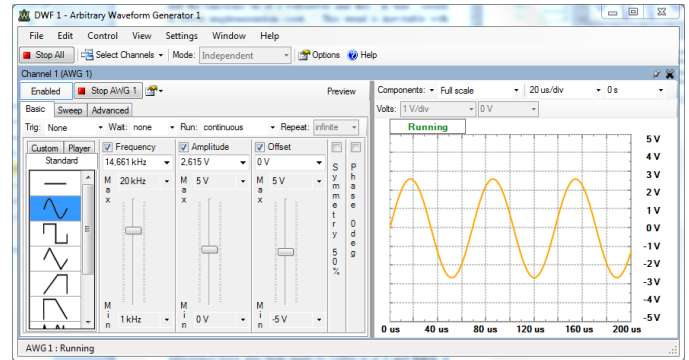 DWF 1 - Arbitrary Waveform Generator 1
File Edit Control View Settings Window Help
Stop All Select Channels Mode: Independent Options Help
Channel 1 (AWG 1)
Enabled Stop AWG 1 Preview
Components: Full scale 20 us/div 0 s
Basic Sweep Advanced
Volts: 1 V/div 0 V
Trig: None Wait: none Run: continuous Repeat: infinite
Running
Custom Player
Standard
Frequency
14,661 kHz
Max 20 kHz
Min 1 kHz
Amplitude
2,615 V
Max 5 V
Min 0 V
Offset
0 V
Max 5 V
Min -5 V
Symmetry 50%
Phase 0deg
5 V
4 V
3 V
2 V
1 V
0 V
-1 V
-2 V
-3 V
-4 V
-5 V
0 us 40 us 80 us 120 us 160 us 200 us
AWG 1 : Running